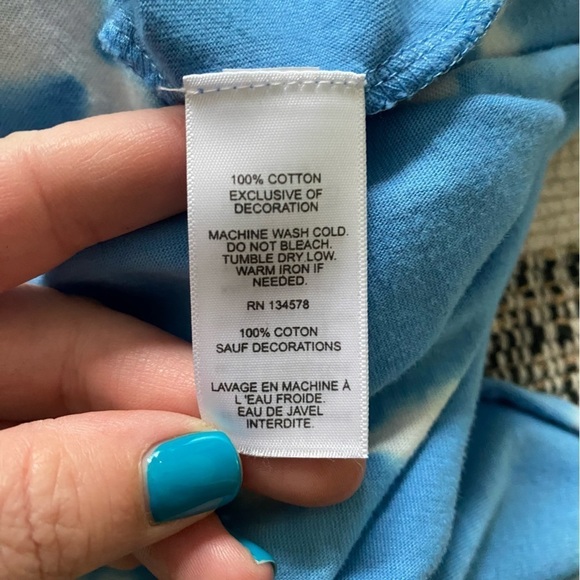 100% COTTON
EXCLUSIVE OF
DECORATION
MACHINE WASH COLD.
DO NOT BLEACH.
TUMBLE DRY LOW.
WARM IRON IF
NEEDED.
RN 134578
100% COTON
SAUF DECORATIONS
LAVAGE EN MACHINE À
L'EAU FROIDE.
EAU DE JAVEL
INTERDITE.